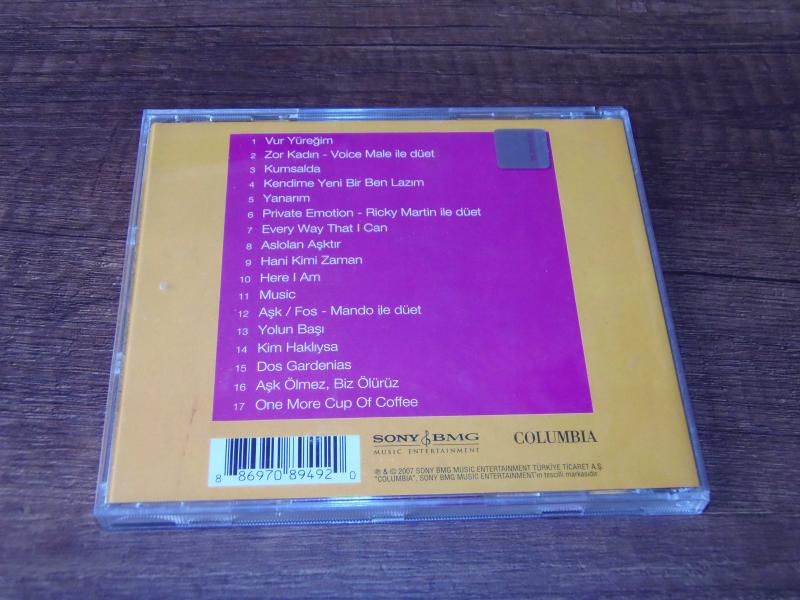 1 Vur Yüreğim
2 Zor Kadın - Voice Male ile düet
3 Kumsalda
4 Kendime Yeni Bir Ben Lazım
5 Yanarım
6 Private Emotion - Ricky Martin ile düet
7 Every Way That I Can
8 Aslolan Aşktır
9 Hani Kimi Zaman
10 Here I Am
11 Music
12 Aşk / Fos - Mando ile düet
13 Yolun Başı
14 Kim Haklıysa
15 Dos Gardenias
16 Aşk Ölmez, Biz Ölürüz
17 One More Cup Of Coffee
8 86970 89492 0
SONY BMG
MUSIC ENTERTAINMENT
COLUMBIA
℗ & © 2007 SONY BMG MUSIC ENTERTAINMENT TÜRKİYE TİCARET A.Ş.
"COLUMBIA", SONY BMG MUSIC ENTERTAINMENT'ın tescilli markasıdır.